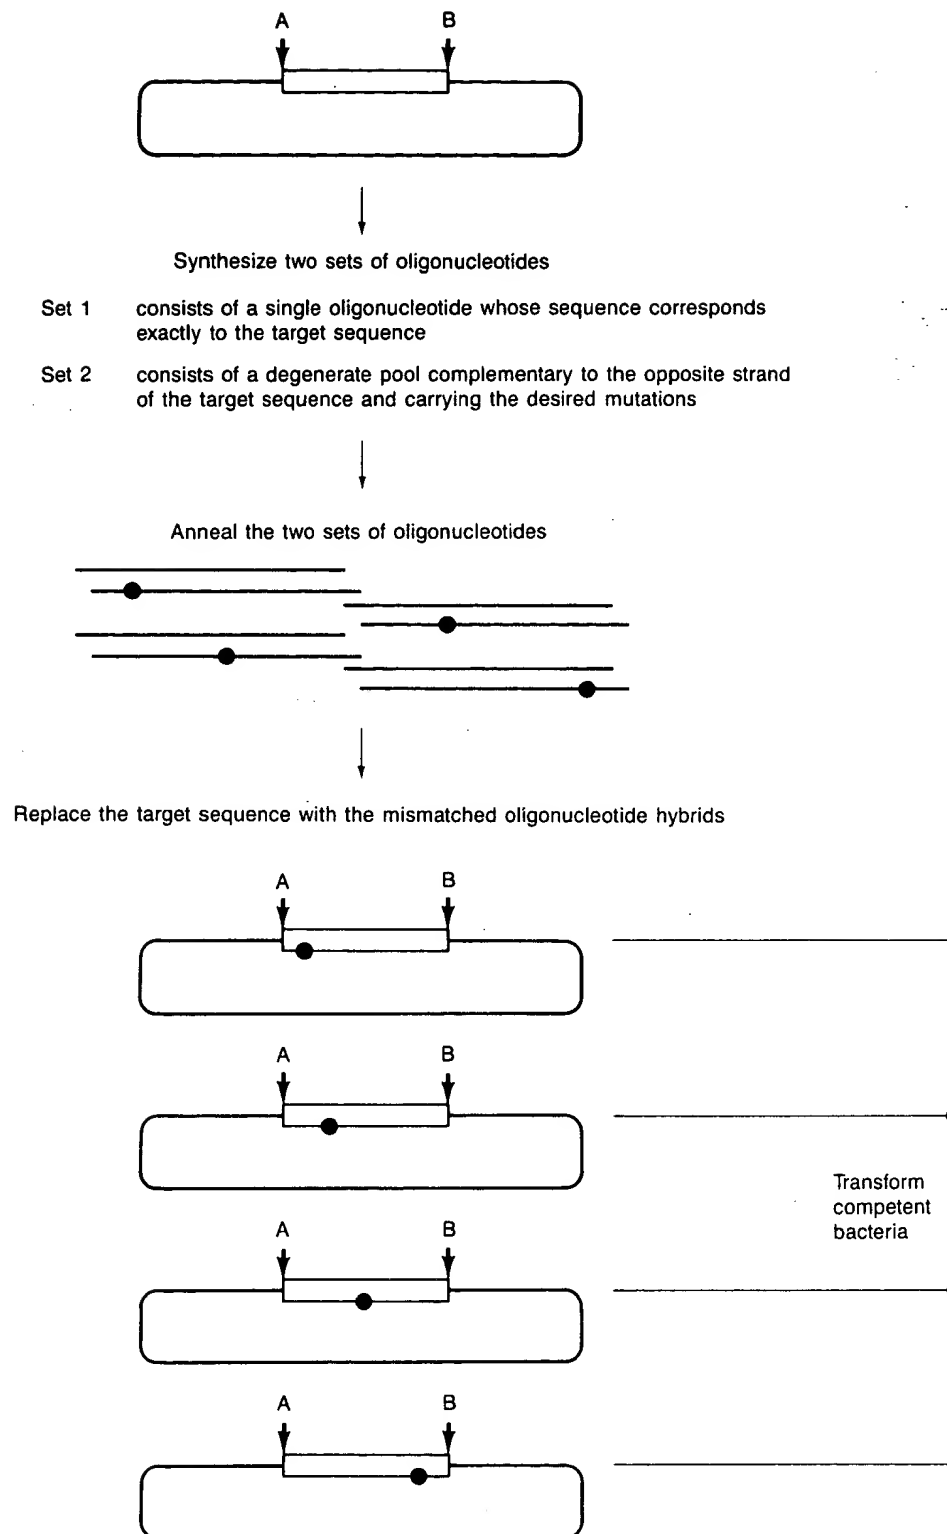 A B
Synthesize two sets of oligonucleotides
Set 1 consists of a single oligonucleotide whose sequence corresponds
exactly to the target sequence
Set 2 consists of a degenerate pool complementary to the opposite strand
of the target sequence and carrying the desired mutations
Anneal the two sets of oligonucleotides
Replace the target sequence with the mismatched oligonucleotide hybrids
A B
A B
Transform
competent
bacteria
A B
A B